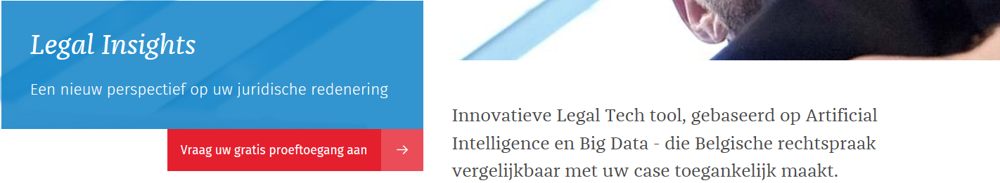 Legal Insights
Een nieuw perspectief op uw juridische redenering
Vraag uw gratis proeftoegang aan
Innovatieve Legal Tech tool, gebaseerd op Artificial
Intelligence en Big Data - die Belgische rechtspraak
vergelijkbaar met uw case toegankelijk maakt.